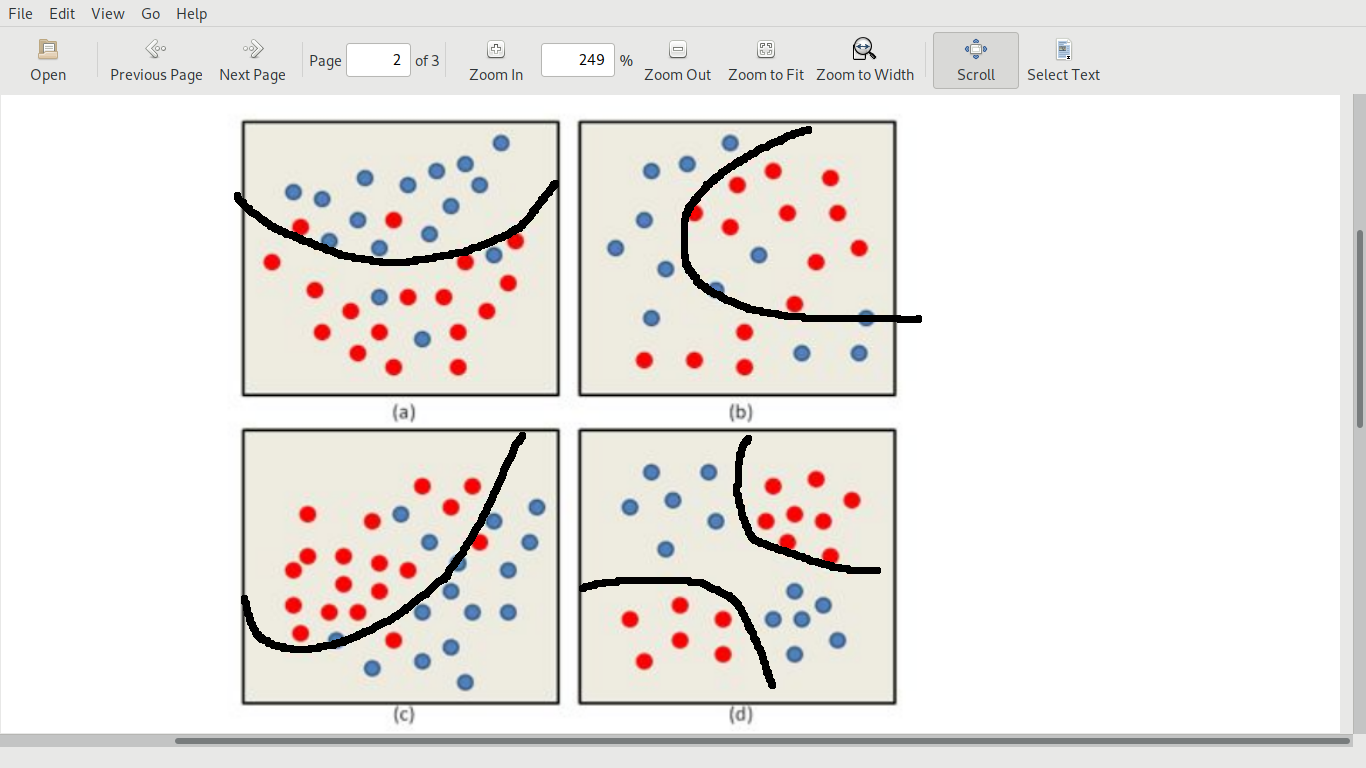 File Edit View Go Help
Open Previous Page Next Page Page 2 of 3 Zoom In 249 % Zoom Out Zoom to Fit Zoom to Width Scroll Select Text
(a) (b)
(c) (d)